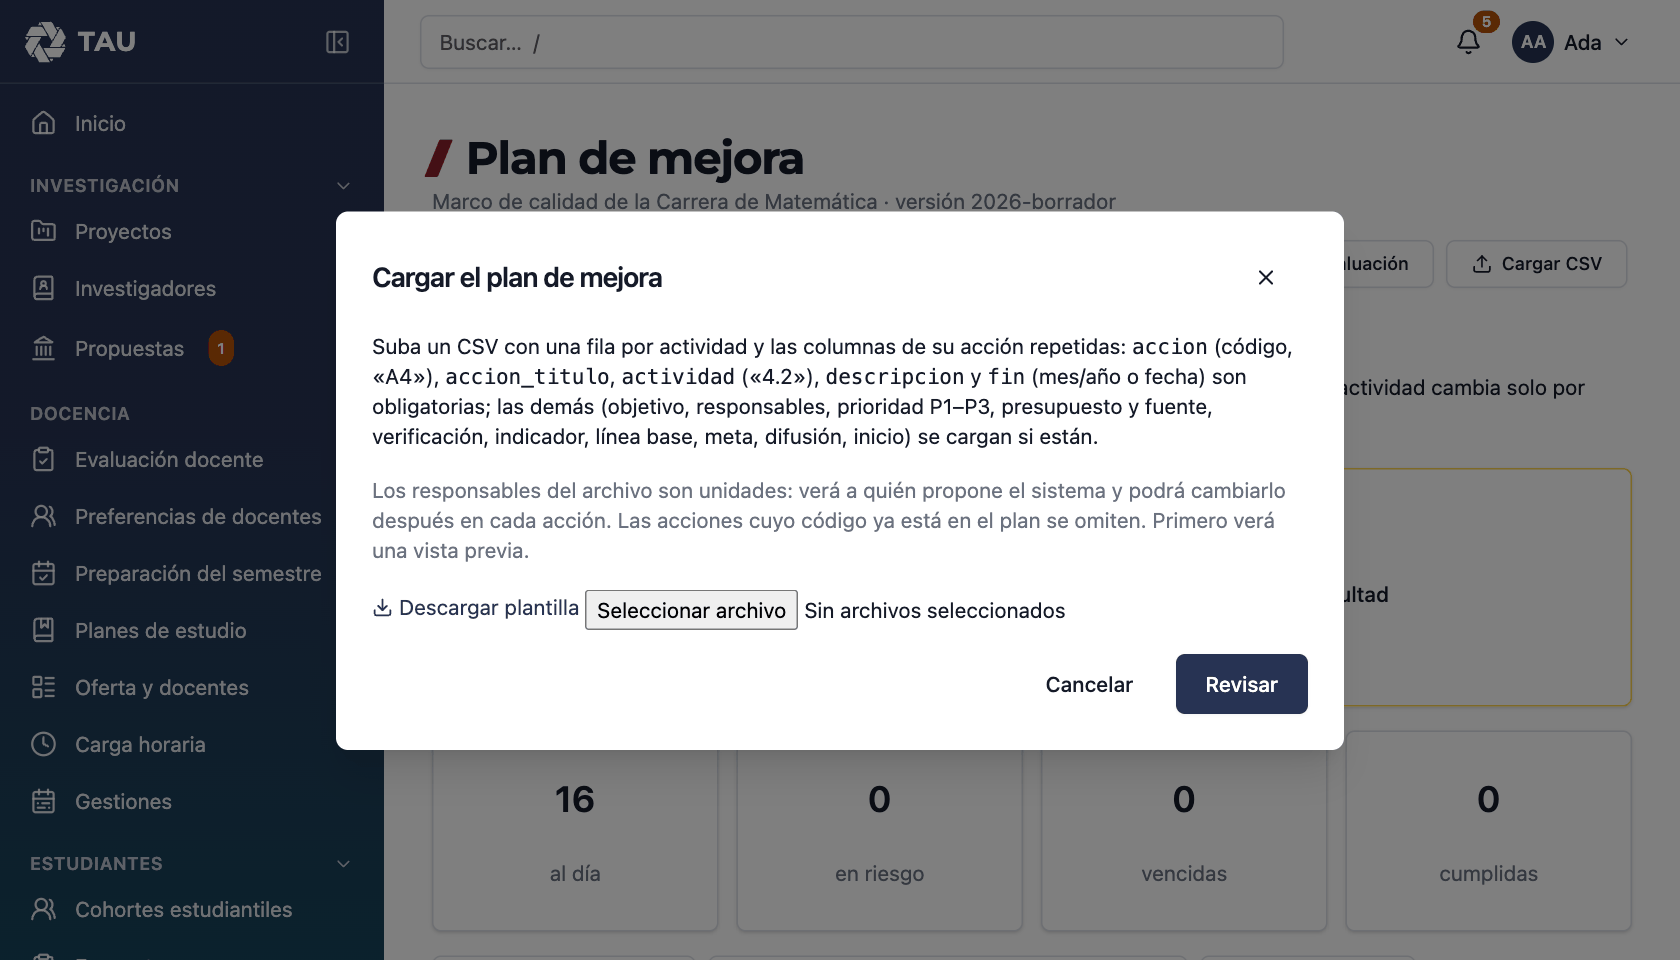 TAU
Buscar... /
5
AA
Ada
Inicio
INVESTIGACIÓN
Proyectos
Investigadores
Propuestas
1
DOCENCIA
Evaluación docente
Preferencias de docentes
Preparación del semestre
Planes de estudio
Oferta y docentes
Carga horaria
Gestiones
ESTUDIANTES
Cohortes estudiantiles
Plan de mejora
Marco de calidad de la Carrera de Matemática · versión 2026-borrador
Cargar CSV
actividad cambia solo por
Cargar el plan de mejora
Suba un CSV con una fila por actividad y las columnas de su acción repetidas: accion (código,
«A4»), accion_titulo, actividad («4.2»), descripcion y fin (mes/año o fecha) son
obligatorias; las demás (objetivo, responsables, prioridad P1–P3, presupuesto y fuente,
verificación, indicador, línea base, meta, difusión, inicio) se cargan si están.
Los responsables del archivo son unidades: verá a quién propone el sistema y podrá cambiarlo
después en cada acción. Las acciones cuyo código ya está en el plan se omiten. Primero verá
una vista previa.
Descargar plantilla Seleccionar archivo Sin archivos seleccionados
Cancelar
Revisar
16
al día
0
en riesgo
0
vencidas
0
cumplidas